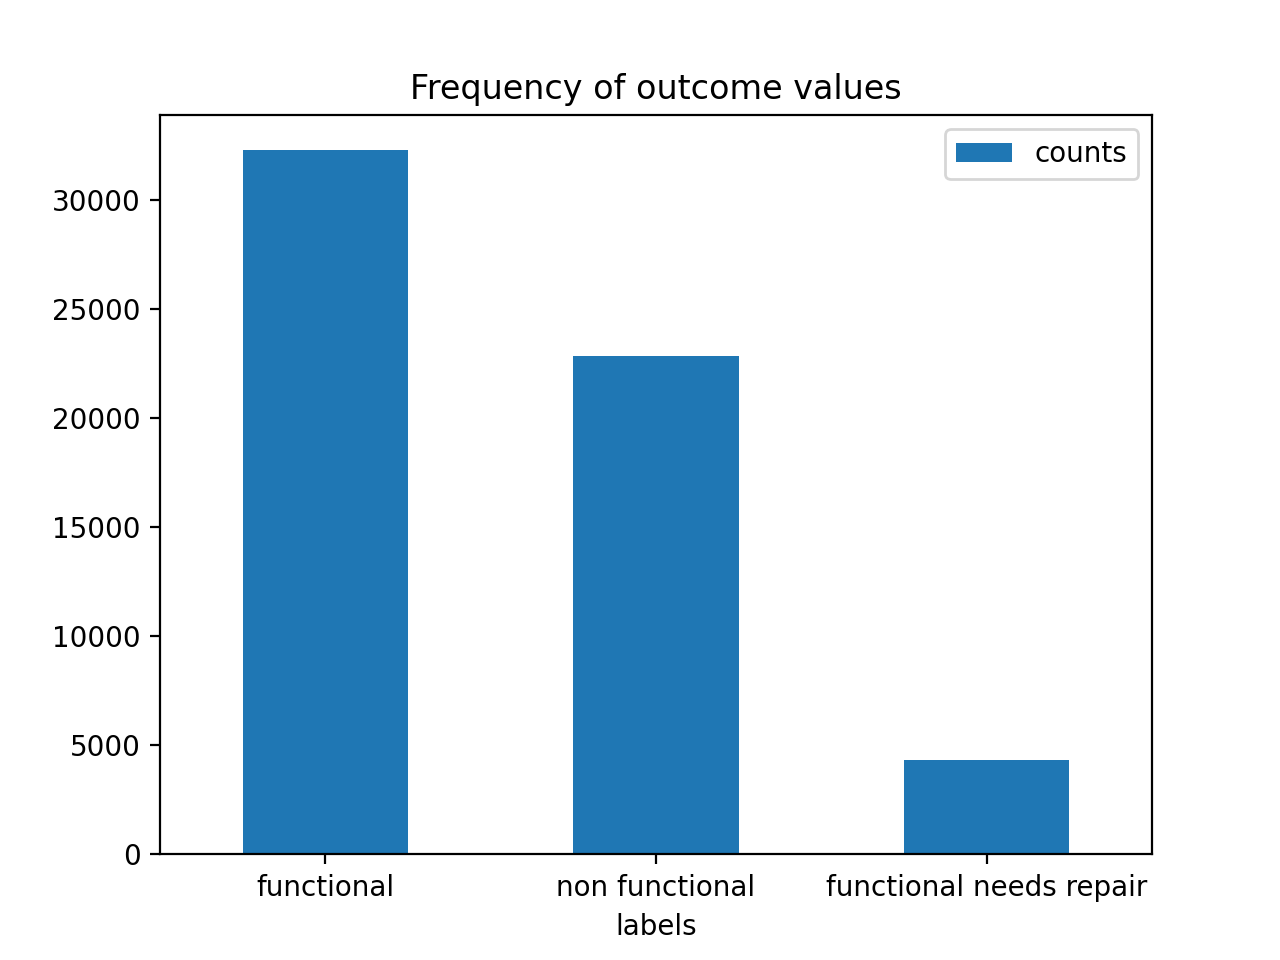 Frequency of outcome values
counts
30000
25000
20000
15000
10000
5000
0
functional non functional functional needs repair
labels